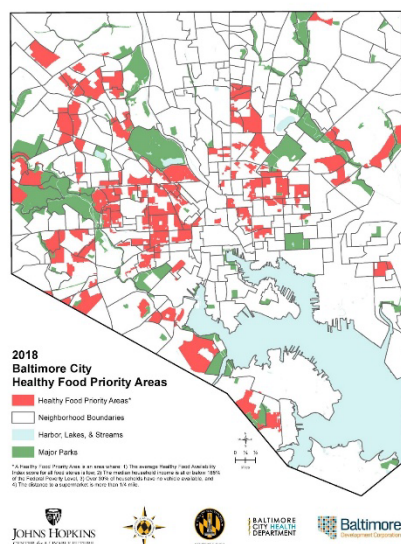 2018
Baltimore City
Healthy Food Priority Areas
Healthy Food Priority Areas*
Neighborhood Boundaries
Harbor, Lakes, & Streams
Major Parks
* A Healthy Food Priority Area is an area where: 1) The average Healthy Food Availability
Index score for all food stores is low, 2) The median household income is at or below 185%
of the Federal Poverty Level, 3) Over 30% of households have no vehicle available, and
4) The distance to a supermarket is more than 1/4 mile.
JOHNS HOPKINS
BALTIMORE
CITY HEALTH
DEPARTMENT
Baltimore
Development Corporation